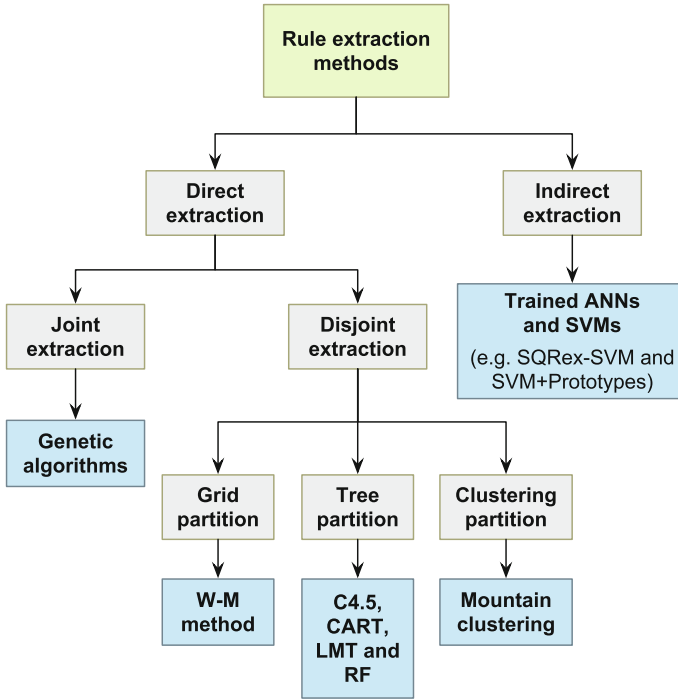 Rule extraction
methods
Direct
extraction
Indirect
extraction
Joint
extraction
Disjoint
extraction
Trained ANNs
and SVMs
(e.g. SQRex-SVM and
SVM+Prototypes)
Genetic
algorithms
Grid
partition
Tree
partition
Clustering
partition
W-M
method
C4.5,
CART,
LMT and
RF
Mountain
clustering